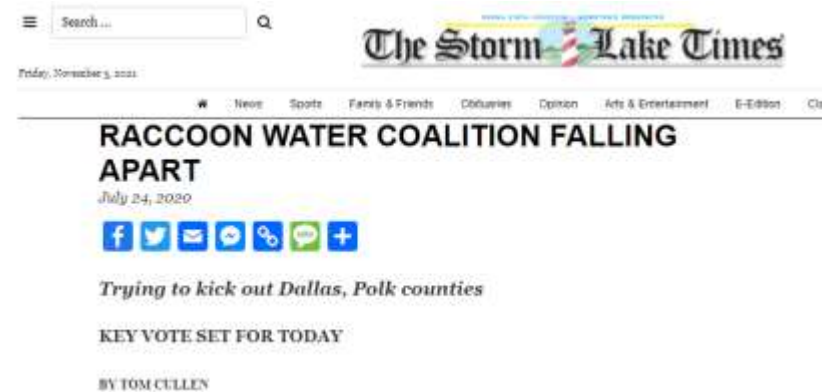 Search ...
The Storm Lake Times
Friday, November 5, 2021
News Sports Family & Friends Obituaries Opinion Arts & Entertainment E-Edition
RACCOON WATER COALITION FALLING
APART
July 24, 2020
Trying to kick out Dallas, Polk counties
KEY VOTE SET FOR TODAY
BY TOM CULLEN